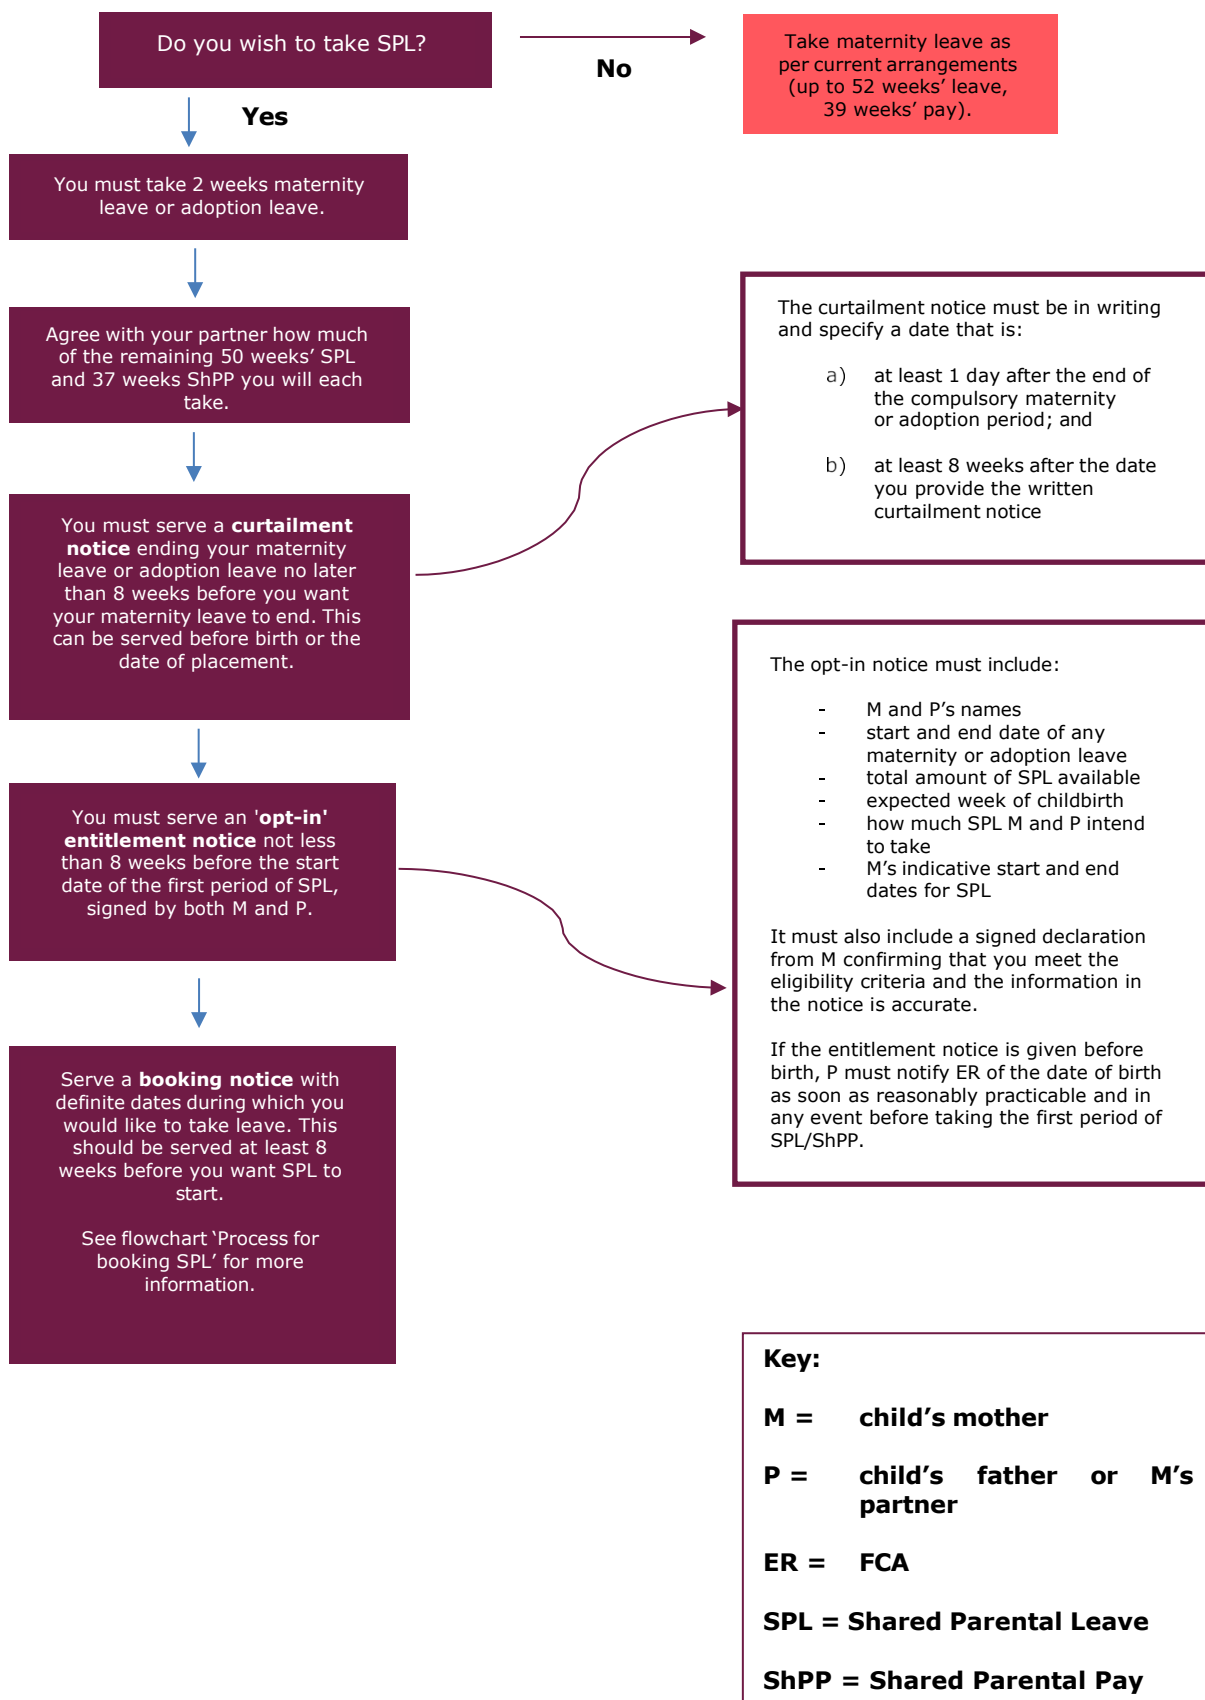 Do you wish to take SPL?
No
Take maternity leave as
per current arrangements
(up to 52 weeks’ leave,
39 weeks’ pay).
Yes
You must take 2 weeks maternity
leave or adoption leave.
Agree with your partner how much
of the remaining 50 weeks’ SPL
and 37 weeks ShPP you will each
take.
The curtailment notice must be in writing
and specify a date that is:
a) at least 1 day after the end of
the compulsory maternity
or adoption period; and
b) at least 8 weeks after the date
you provide the written
curtailment notice
You must serve a curtailment
notice ending your maternity
leave or adoption leave no later
than 8 weeks before you want
your maternity leave to end. This
can be served before birth or the
date of placement.
The opt-in notice must include:
- M and P’s names
- start and end date of any
maternity or adoption leave
- total amount of SPL available
- expected week of childbirth
- how much SPL M and P intend
to take
- M’s indicative start and end
dates for SPL
It must also include a signed declaration
from M confirming that you meet the
eligibility criteria and the information in
the notice is accurate.
If the entitlement notice is given before
birth, P must notify ER of the date of birth
as soon as reasonably practicable and in
any event before taking the first period of
SPL/ShPP.
You must serve an 'opt-in'
entitlement notice not less
than 8 weeks before the start
date of the first period of SPL,
signed by both M and P.
Serve a booking notice with
definite dates during which you
would like to take leave. This
should be served at least 8
weeks before you want SPL to
start.
See flowchart ‘Process for
booking SPL’ for more
information.
Key:
M = child’s mother
P = child’s father or M’s
partner
ER = FCA
SPL = Shared Parental Leave
ShPP = Shared Parental Pay